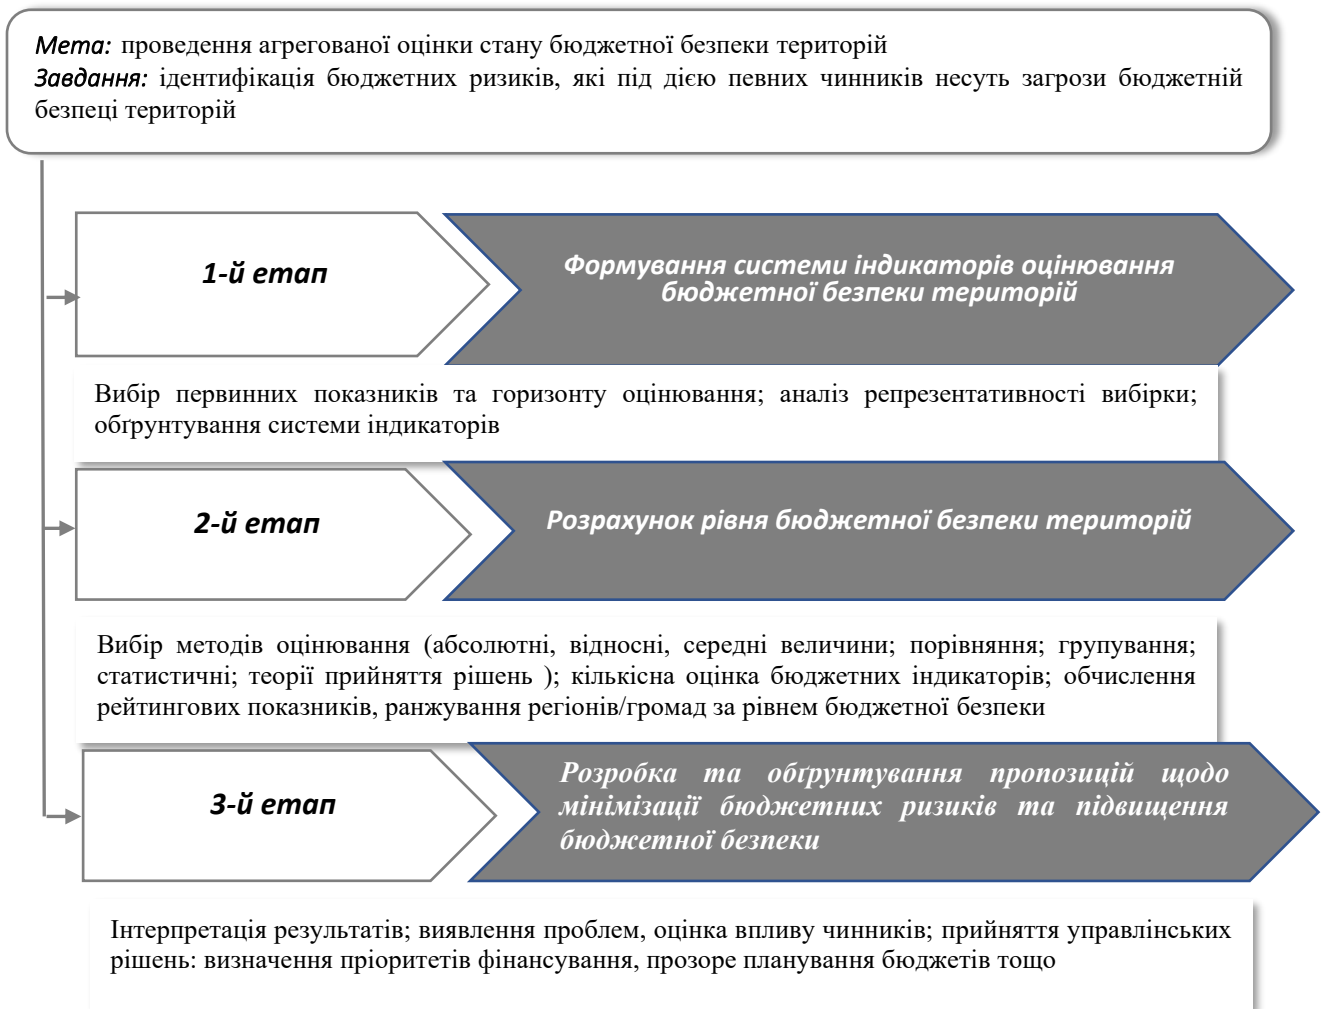 Мета: проведення агрегованої оцінки стану бюджетної безпеки територій
Завдання: ідентифікація бюджетних ризиків, які під дією певних чинників несуть загрози бюджетній
безпеці територій
1-й етап
Формування системи індикаторів оцінювання
бюджетної безпеки територій
Вибір первинних показників та горизонту оцінювання; аналіз репрезентативності вибірки;
обґрунтування системи індикаторів
2-й етап
Розрахунок рівня бюджетної безпеки територій
Вибір методів оцінювання (абсолютні, відносні, середні величини; порівняння; групування;
статистичні; теорії прийняття рішень ); кількісна оцінка бюджетних індикаторів; обчислення
рейтингових показників, ранжування регіонів/громад за рівнем бюджетної безпеки
3-й етап
Розробка та обґрунтування пропозицій щодо
мінімізації бюджетних ризиків та підвищення
бюджетної безпеки
Інтерпретація результатів; виявлення проблем, оцінка впливу чинників; прийняття управлінських
рішень: визначення пріоритетів фінансування, прозоре планування бюджетів тощо